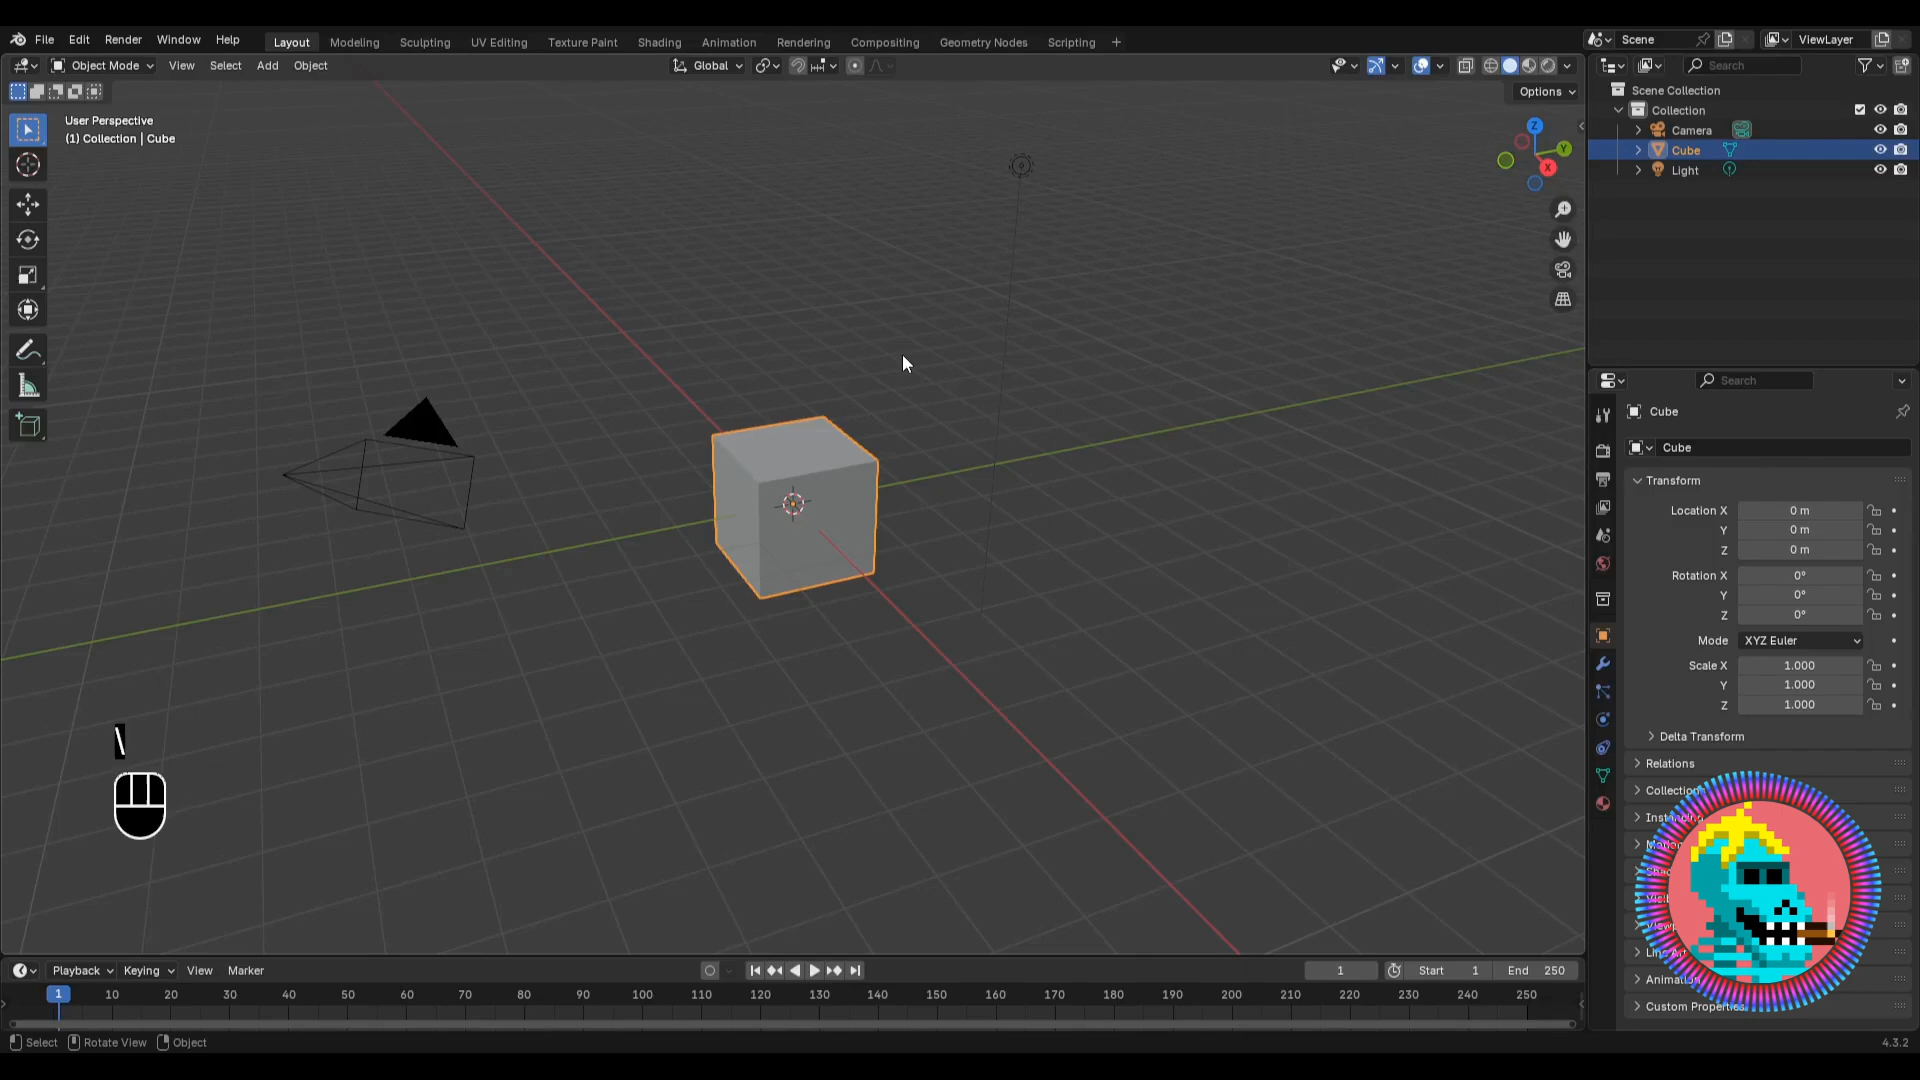 File Edit Render Window Help Layout Modeling Sculpting UV Editing Texture Paint Shading Animation Rendering Compositing Geometry Nodes Scripting + Scene ViewLayer
Object Mode View Select Add Object Global Search
Options
Scene Collection
Collection
Camera
Cube
Light
User Perspective
(1) Collection | Cube
Z
Y
X
Search
Cube
Cube
Transform
Location X 0 m
Y 0 m
Z 0 m
Rotation X 0°
Y 0°
Z 0°
Mode XYZ Euler
Scale X 1.000
Y 1.000
Z 1.000
Delta Transform
Relations
Collection
Custom Properties
\
Playback Keying View Marker 1 Start 1 End 250
1 10 20 30 40 50 60 70 80 90 100 110 120 130 140 150 160 170 180 190 200 210 220 230 240 250
Select Rotate View Object 4.3.2